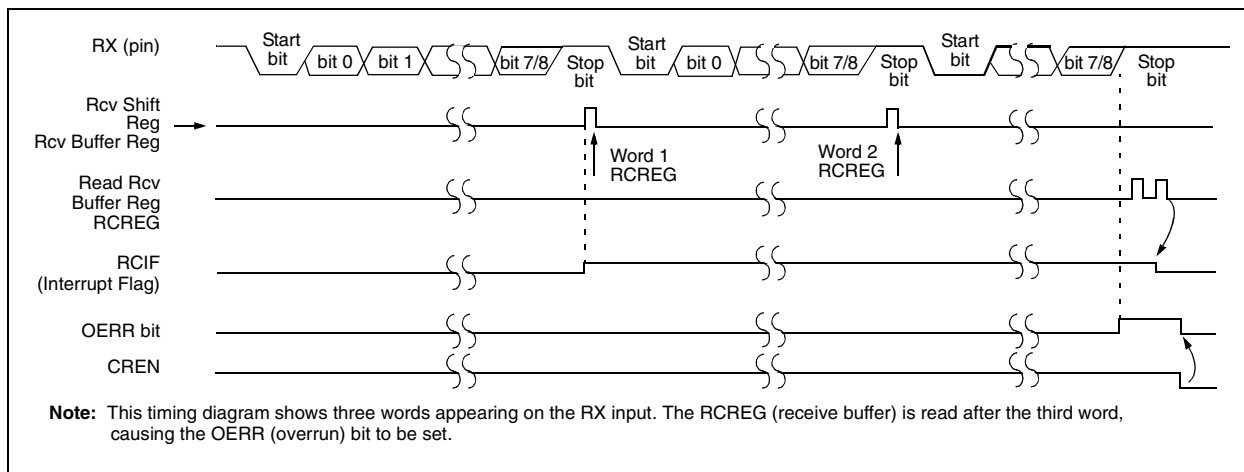 RX (pin)
Start
bit
bit 0
bit 1
bit 7/8
Stop
bit
Start
bit
bit 0
bit 7/8
Stop
bit
Start
bit
bit 7/8
Stop
bit
Rcv Shift
Reg
Rcv Buffer Reg
Word 1
RCREG
Word 2
RCREG
Read Rcv
Buffer Reg
RCREG
RCIF
(Interrupt Flag)
OERR bit
CREN
Note: This timing diagram shows three words appearing on the RX input. The RCREG (receive buffer) is read after the third word,
causing the OERR (overrun) bit to be set.